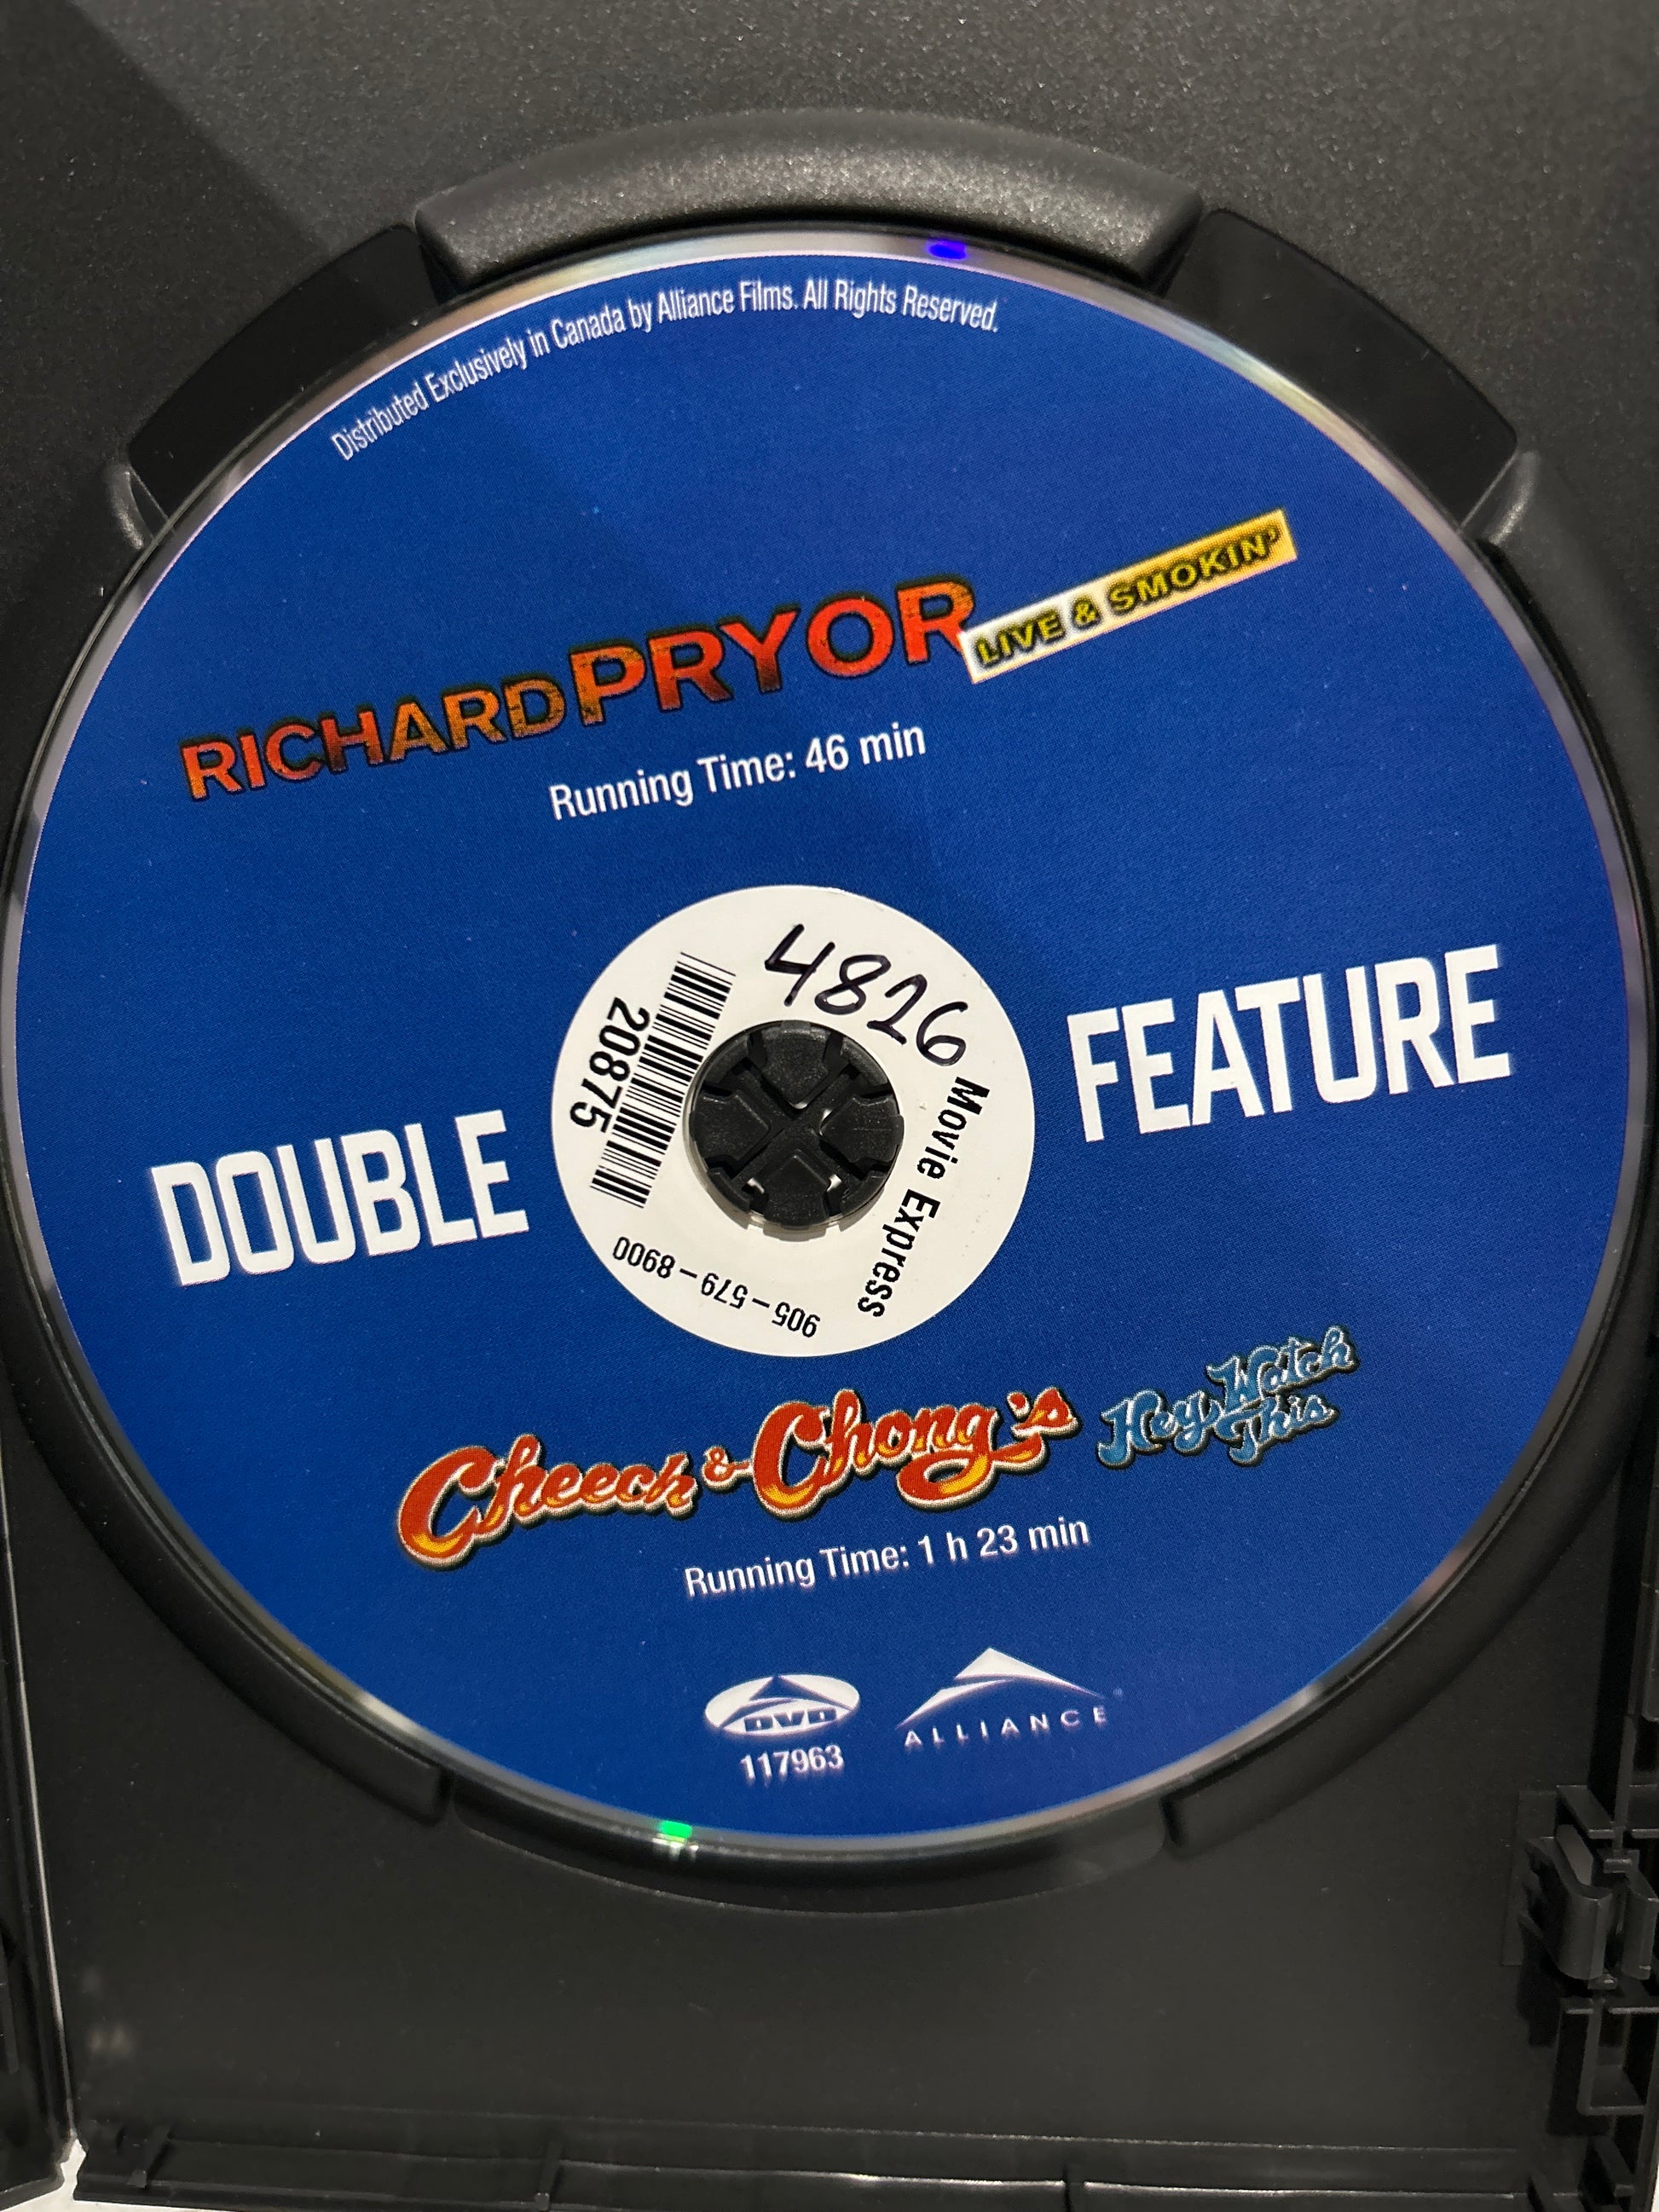 Distributed Exclusively in Canada by Alliance Films. All Rights Reserved.
RICHARD PRYOR LIVE & SMOKIN'
Running Time: 46 min
4826
20875
Movie Express
905-579-8900
DOUBLE FEATURE
Cheech & Chong's Hey Watch This
Running Time: 1 h 23 min
DVD
117963
ALLIANCE